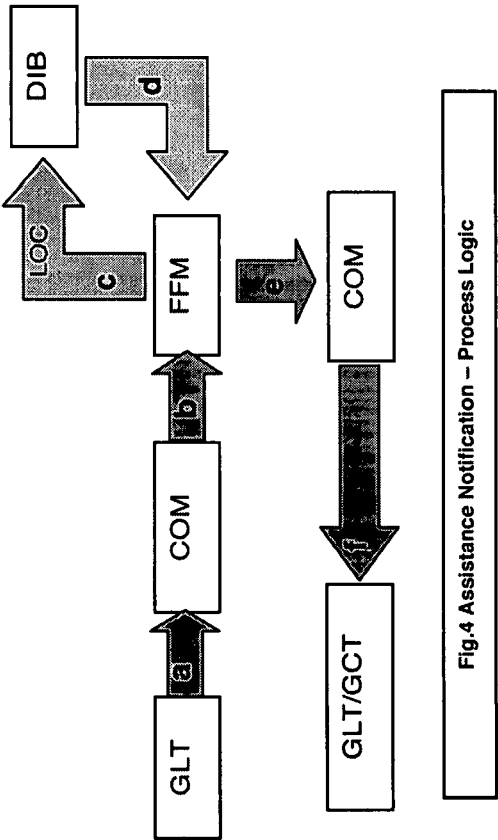 GLT
a
COM
b
FFM
c
LOC
DIB
d
e
COM
f
GLT/GCT
Fig.4 Assistance Notification – Process Logic